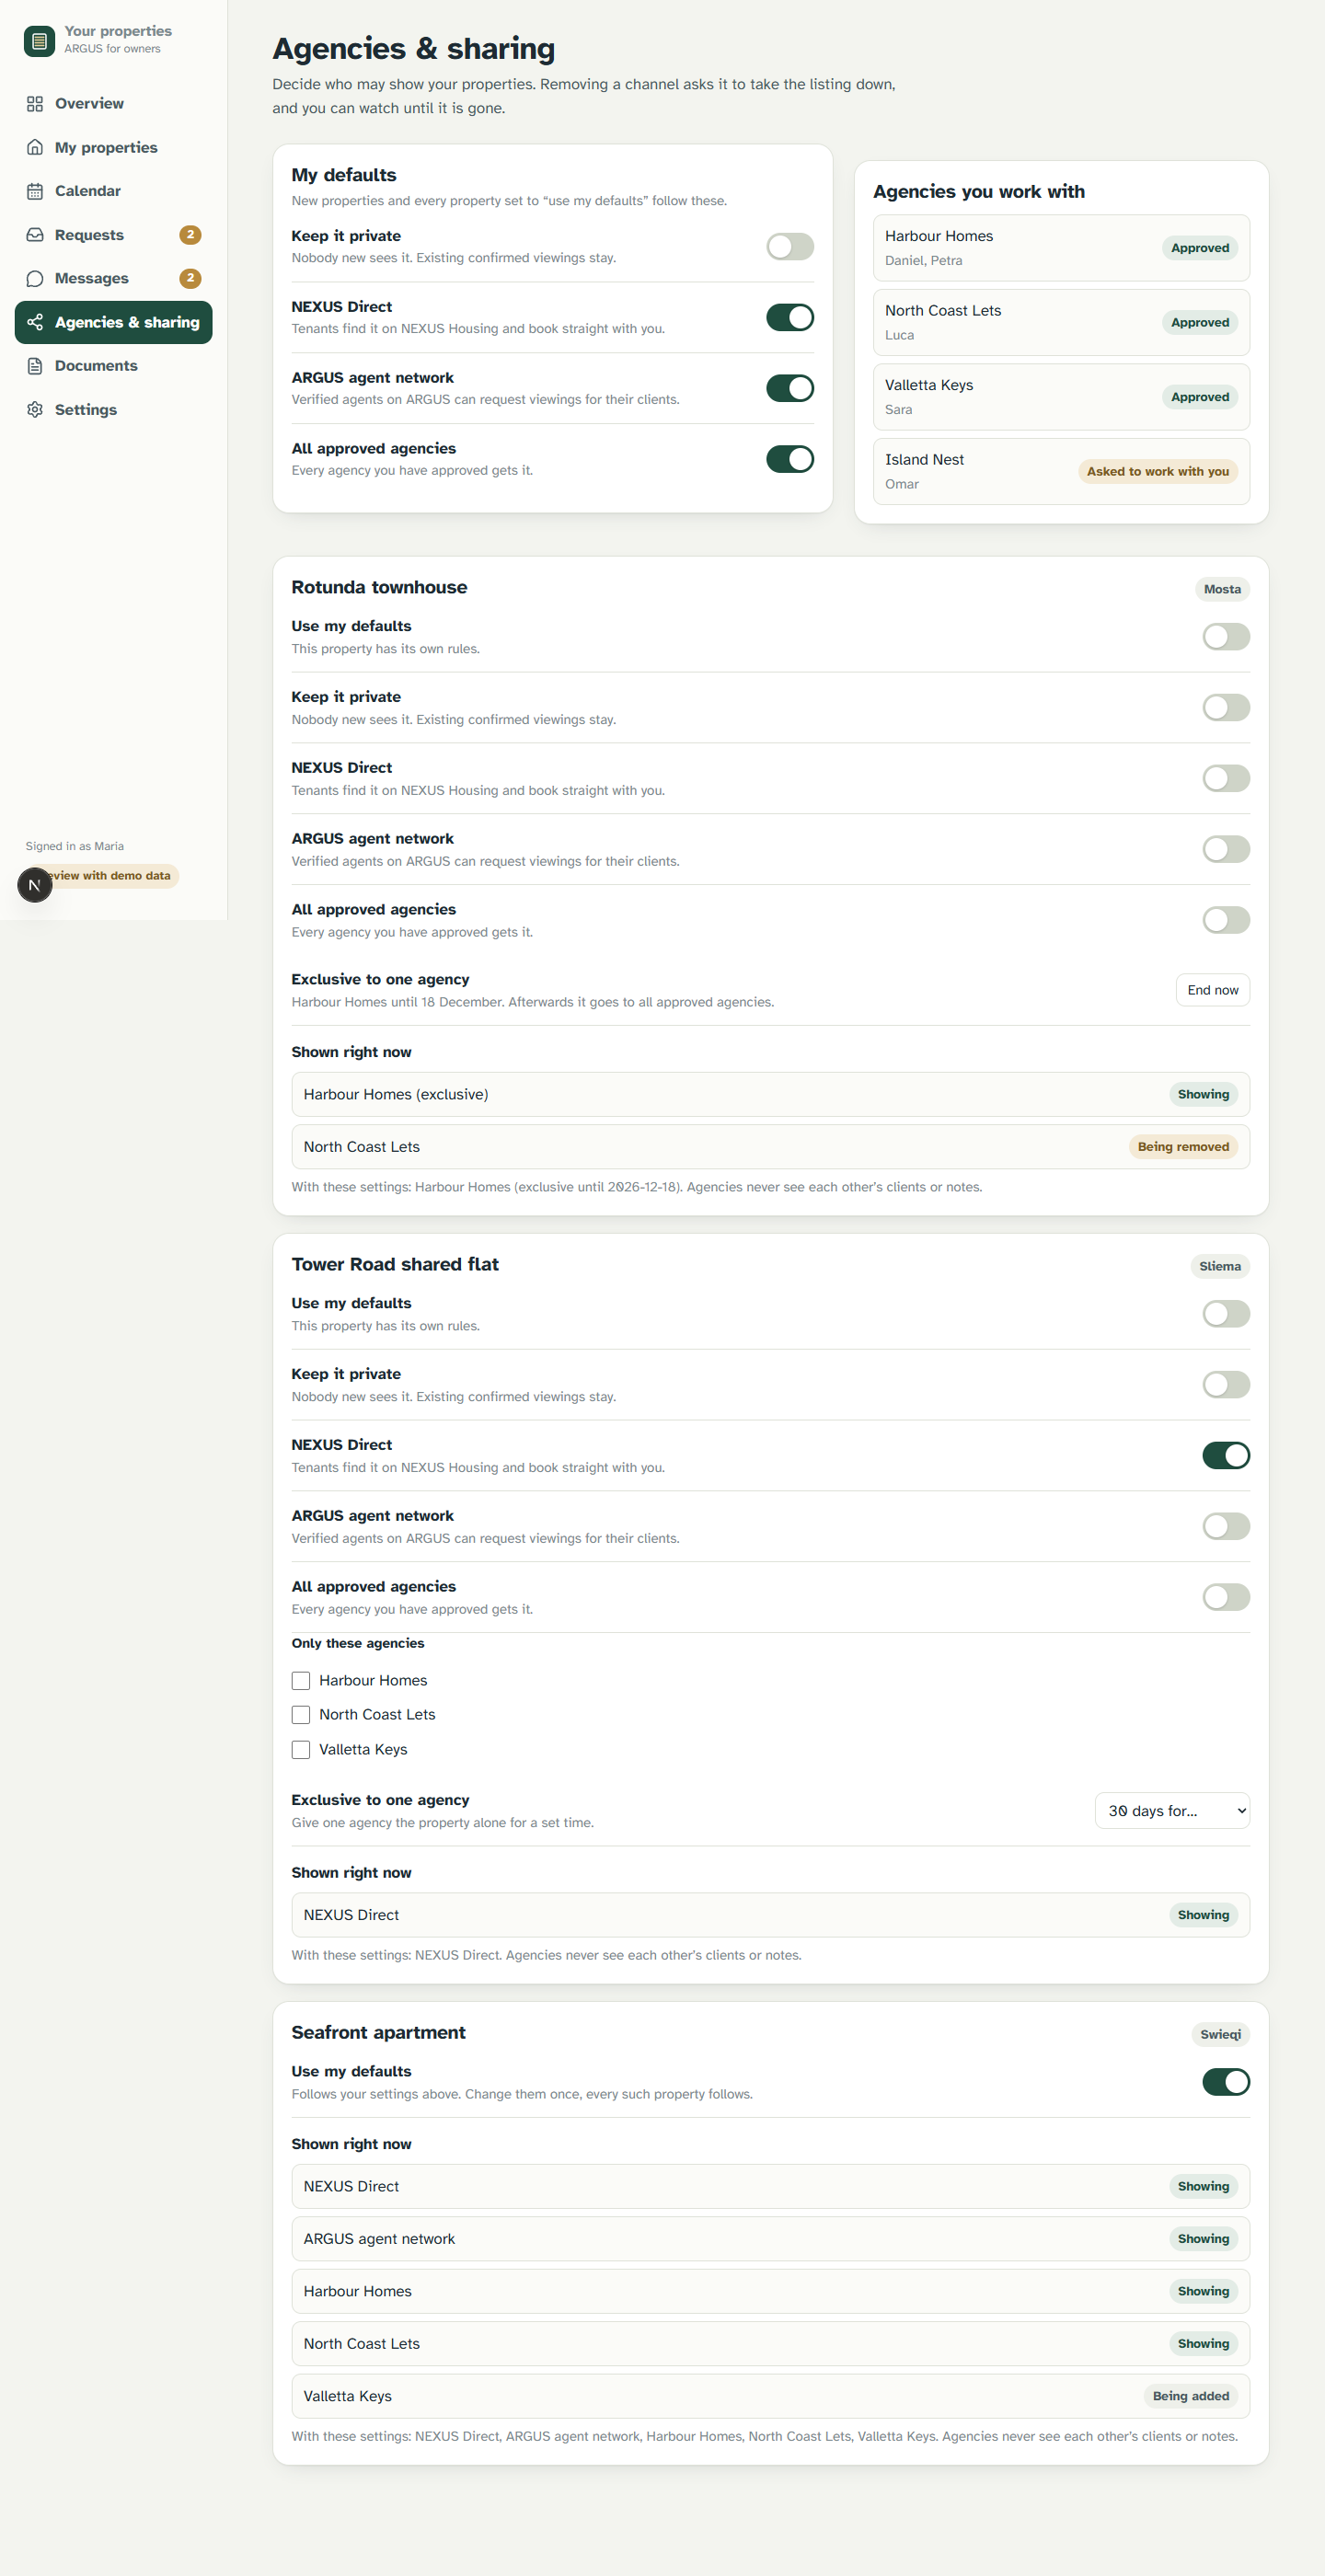 Your properties
ARGUS for owners
Overview
My properties
Calendar
Requests 2
Messages 2
Agencies & sharing
Documents
Settings
Signed in as Maria
eview with demo data
N
Agencies & sharing
Decide who may show your properties. Removing a channel asks it to take the listing down,
and you can watch until it is gone.
My defaults
New properties and every property set to “use my defaults” follow these.
Keep it private
Nobody new sees it. Existing confirmed viewings stay.
NEXUS Direct
Tenants find it on NEXUS Housing and book straight with you.
ARGUS agent network
Verified agents on ARGUS can request viewings for their clients.
All approved agencies
Every agency you have approved gets it.
Agencies you work with
Harbour Homes
Daniel, Petra
Approved
North Coast Lets
Luca
Approved
Valletta Keys
Sara
Approved
Island Nest
Omar
Asked to work with you
Rotunda townhouse
Mosta
Use my defaults
This property has its own rules.
Keep it private
Nobody new sees it. Existing confirmed viewings stay.
NEXUS Direct
Tenants find it on NEXUS Housing and book straight with you.
ARGUS agent network
Verified agents on ARGUS can request viewings for their clients.
All approved agencies
Every agency you have approved gets it.
Exclusive to one agency
Harbour Homes until 18 December. Afterwards it goes to all approved agencies.
End now
Shown right now
Harbour Homes (exclusive) Showing
North Coast Lets Being removed
With these settings: Harbour Homes (exclusive until 2026-12-18). Agencies never see each other's clients or notes.
Tower Road shared flat
Sliema
Use my defaults
This property has its own rules.
Keep it private
Nobody new sees it. Existing confirmed viewings stay.
NEXUS Direct
Tenants find it on NEXUS Housing and book straight with you.
ARGUS agent network
Verified agents on ARGUS can request viewings for their clients.
All approved agencies
Every agency you have approved gets it.
Only these agencies
Harbour Homes
North Coast Lets
Valletta Keys
Exclusive to one agency
Give one agency the property alone for a set time.
30 days for...
Shown right now
NEXUS Direct Showing
With these settings: NEXUS Direct. Agencies never see each other's clients or notes.
Seafront apartment
Swieqi
Use my defaults
Follows your settings above. Change them once, every such property follows.
Shown right now
NEXUS Direct Showing
ARGUS agent network Showing
Harbour Homes Showing
North Coast Lets Showing
Valletta Keys Being added
With these settings: NEXUS Direct, ARGUS agent network, Harbour Homes, North Coast Lets, Valletta Keys. Agencies never see each other's clients or notes.